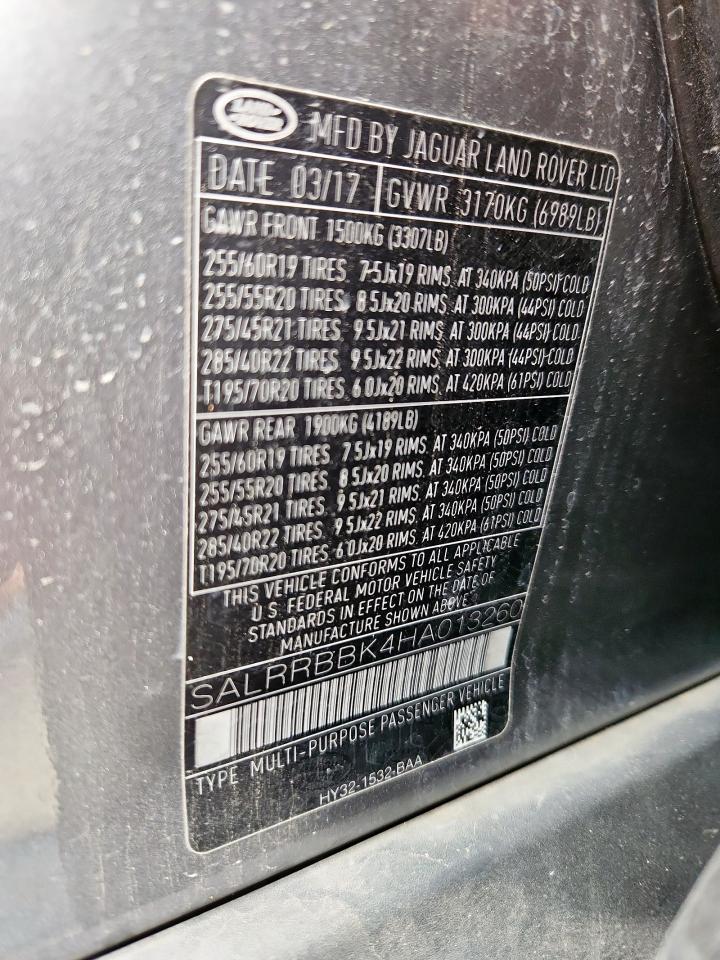 LAND ROVER
MFD BY JAGUAR LAND ROVER LTD
DATE 03/17 GVWR 3170KG (6989LB)
GAWR FRONT 1500KG (3307LB)
255/60R19 TIRES 7.5Jx19 RIMS AT 340KPA (50PSI) COLD
255/55R20 TIRES 8.5Jx20 RIMS AT 300KPA (44PSI) COLD
275/45R21 TIRES 9.5Jx21 RIMS AT 300KPA (44PSI) COLD
285/40R22 TIRES 9.5Jx22 RIMS AT 300KPA (44PSI) COLD
T195/70R20 TIRES 6.0Jx20 RIMS AT 420KPA (61PSI) COLD
GAWR REAR 1900KG (4189LB)
255/60R19 TIRES 7.5Jx19 RIMS AT 340KPA (50PSI) COLD
255/55R20 TIRES 8.5Jx20 RIMS AT 340KPA (50PSI) COLD
275/45R21 TIRES 9.5Jx21 RIMS AT 340KPA (50PSI) COLD
285/40R22 TIRES 9.5Jx22 RIMS AT 340KPA (50PSI) COLD
T195/70R20 TIRES 6.0Jx20 RIMS AT 420KPA (61PSI) COLD
THIS VEHICLE CONFORMS TO ALL APPLICABLE
U.S. FEDERAL MOTOR VEHICLE SAFETY
STANDARDS IN EFFECT ON THE DATE OF
MANUFACTURE SHOWN ABOVE
SALRRBBK4HA013260
TYPE MULTI-PURPOSE PASSENGER VEHICLE
HY32-1532-BAA